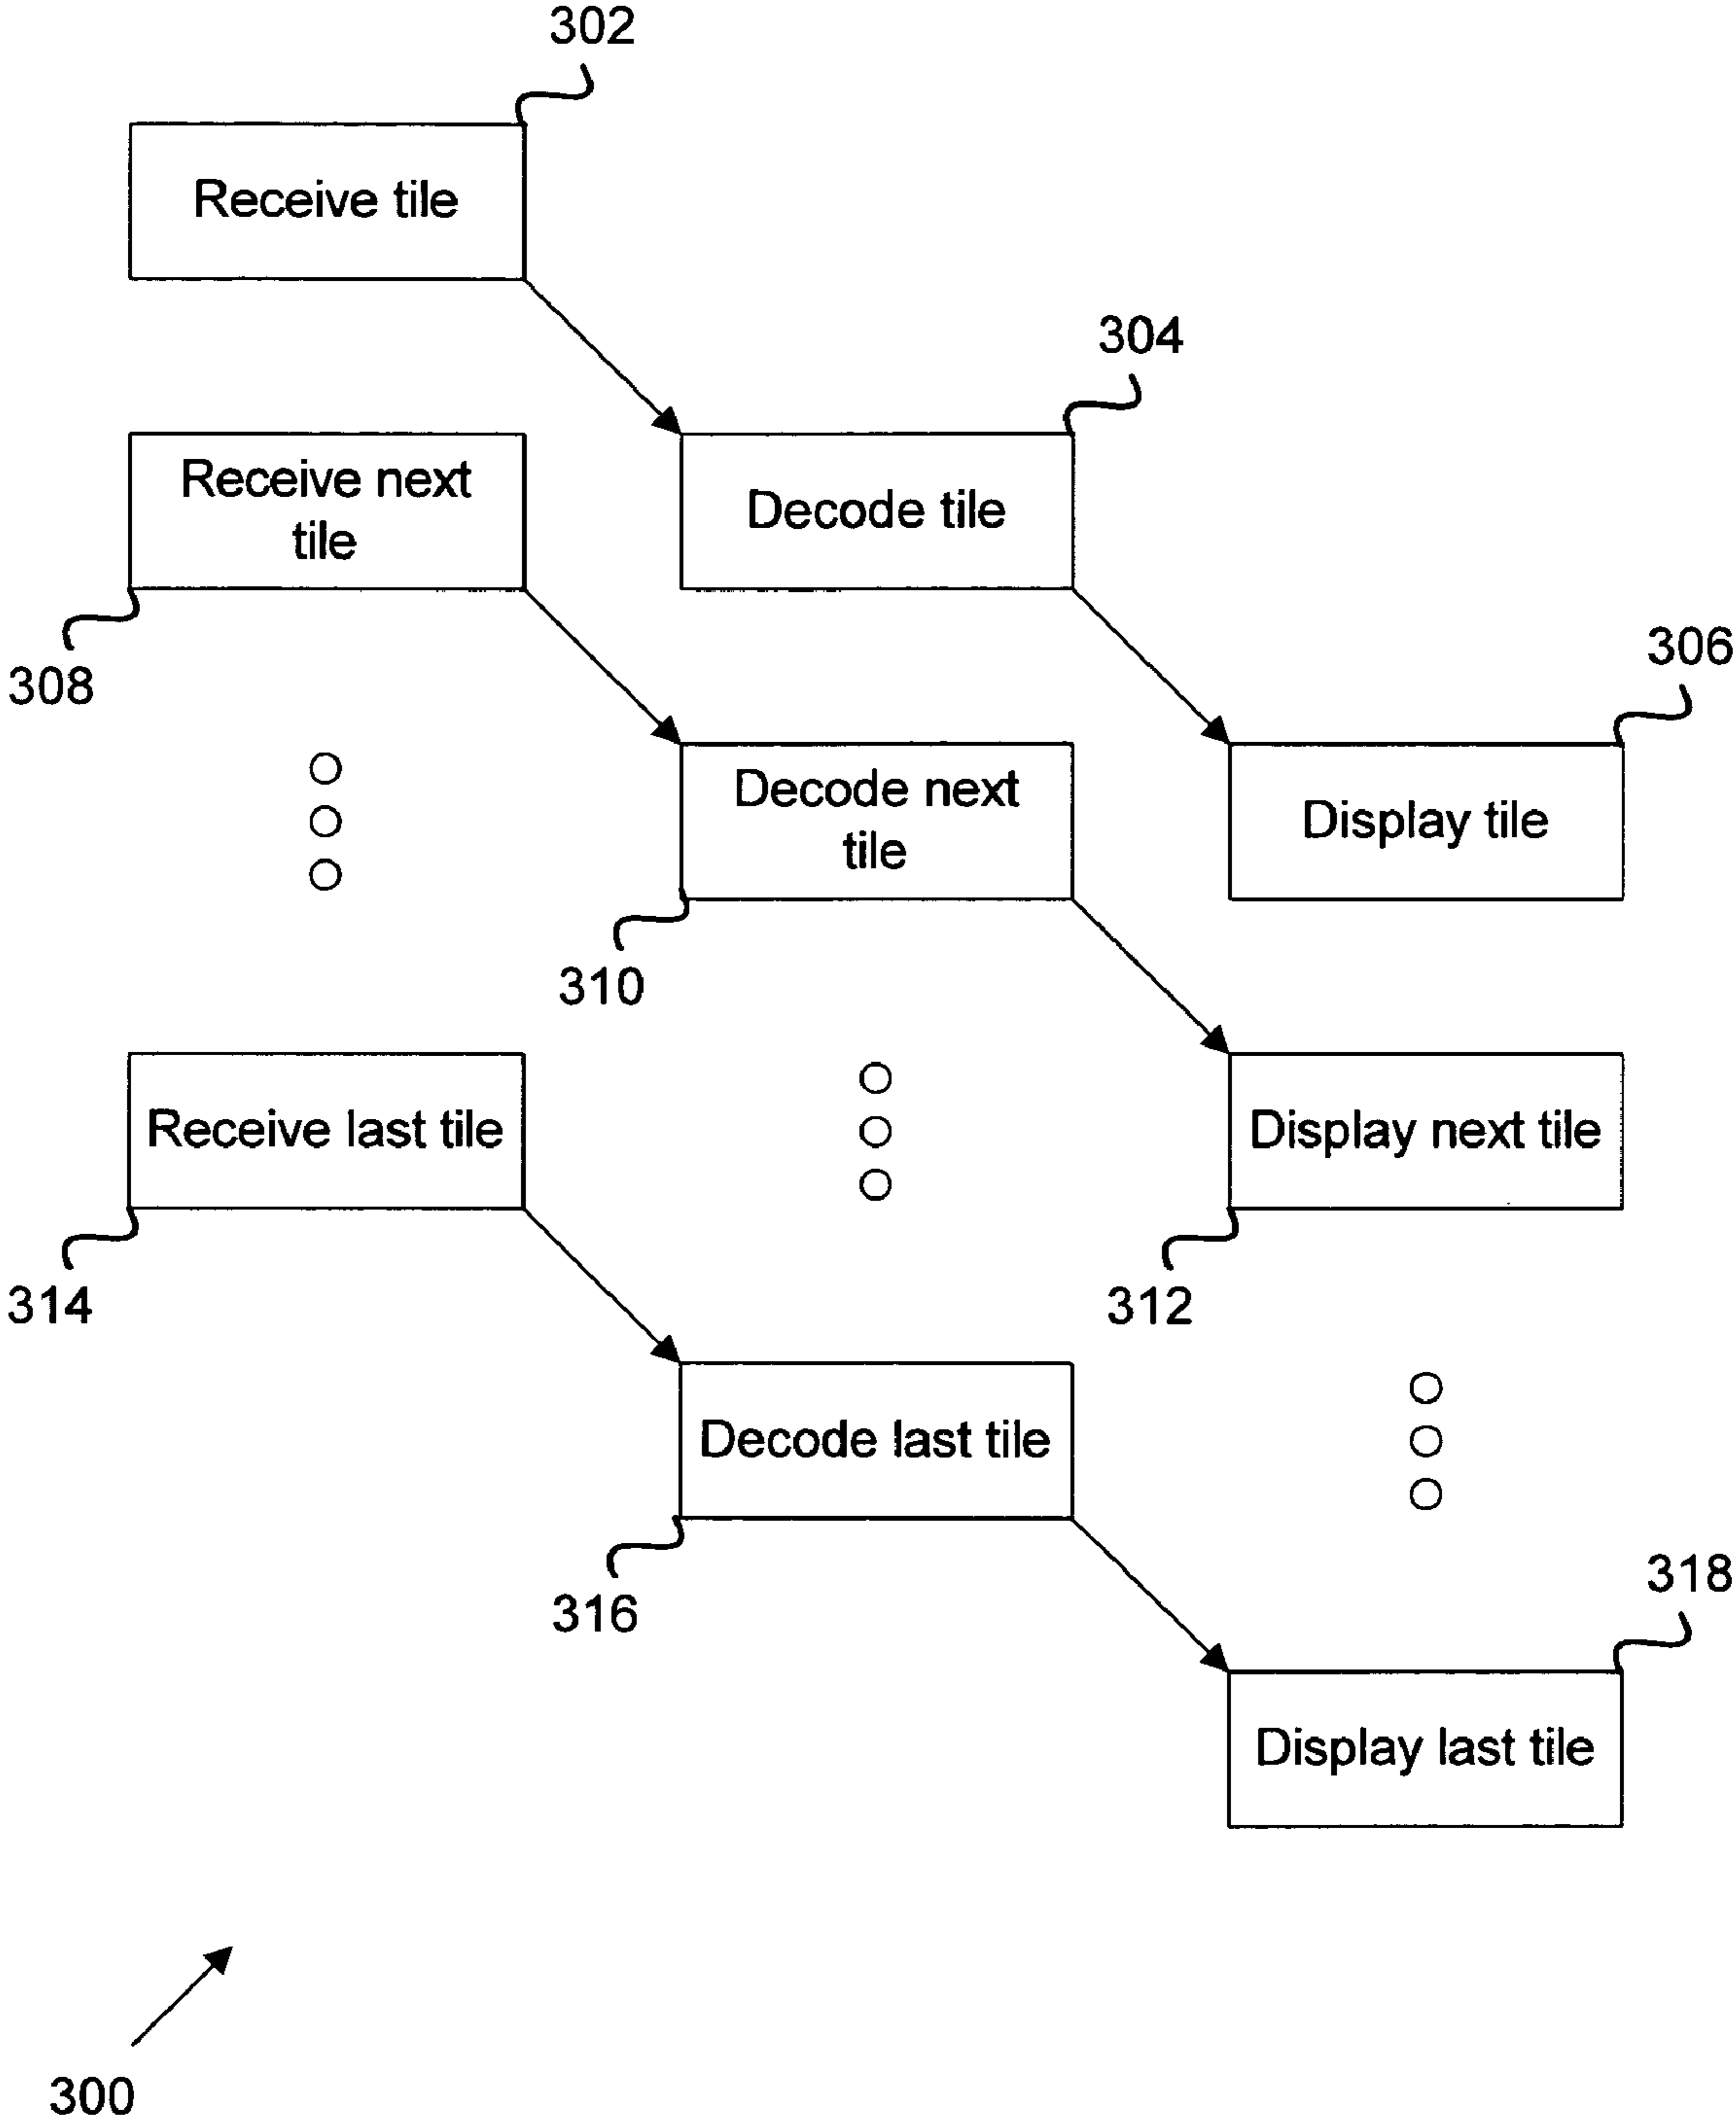 302
Receive tile
304
Receive next
tile
Decode tile
308
306
Decode next
tile
Display tile
310
Receive last tile
Display next tile
314
312
Decode last tile
316
318
Display last tile
300